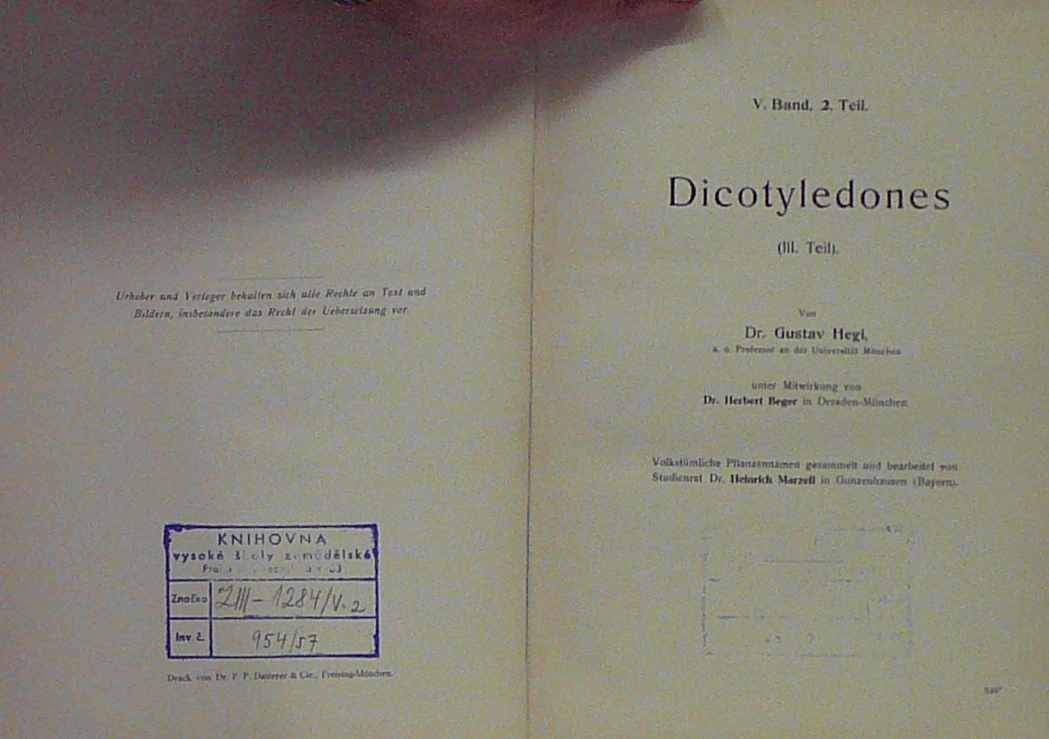 Urheber und Verleger behalten sich alle Rechte an Text und
Bildern, insbesondere das Recht der Uebersetzung vor.
KNIHOVNA
vysoké školy zemědělské
Značka ZIII - 1284/V.2
Inv. č. 954/57
Druck von Dr. F. P. Datterer & Cie., Freising-München.
V. Band, 2. Teil.
Dicotyledones
(III. Teil).
Von
Dr. Gustav Hegi,
a. o. Professor an der Universität München
unter Mitwirkung von
Dr. Herbert Beger in Dresden-München
Volkstümliche Pflanzennamen gesammelt und bearbeitet von
Studienrat Dr. Heinrich Marzell in Gunzenhausen (Bayern).